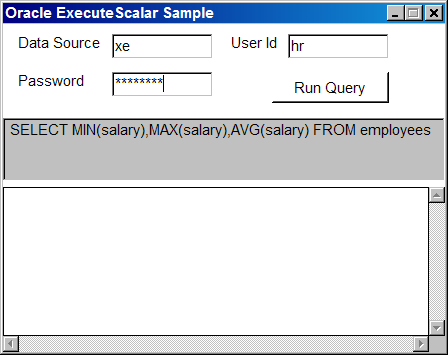 Oracle ExecuteScalar Sample
Data Source xe User Id hr
Password ********
Run Query
SELECT MIN(salary),MAX(salary),AVG(salary) FROM employees